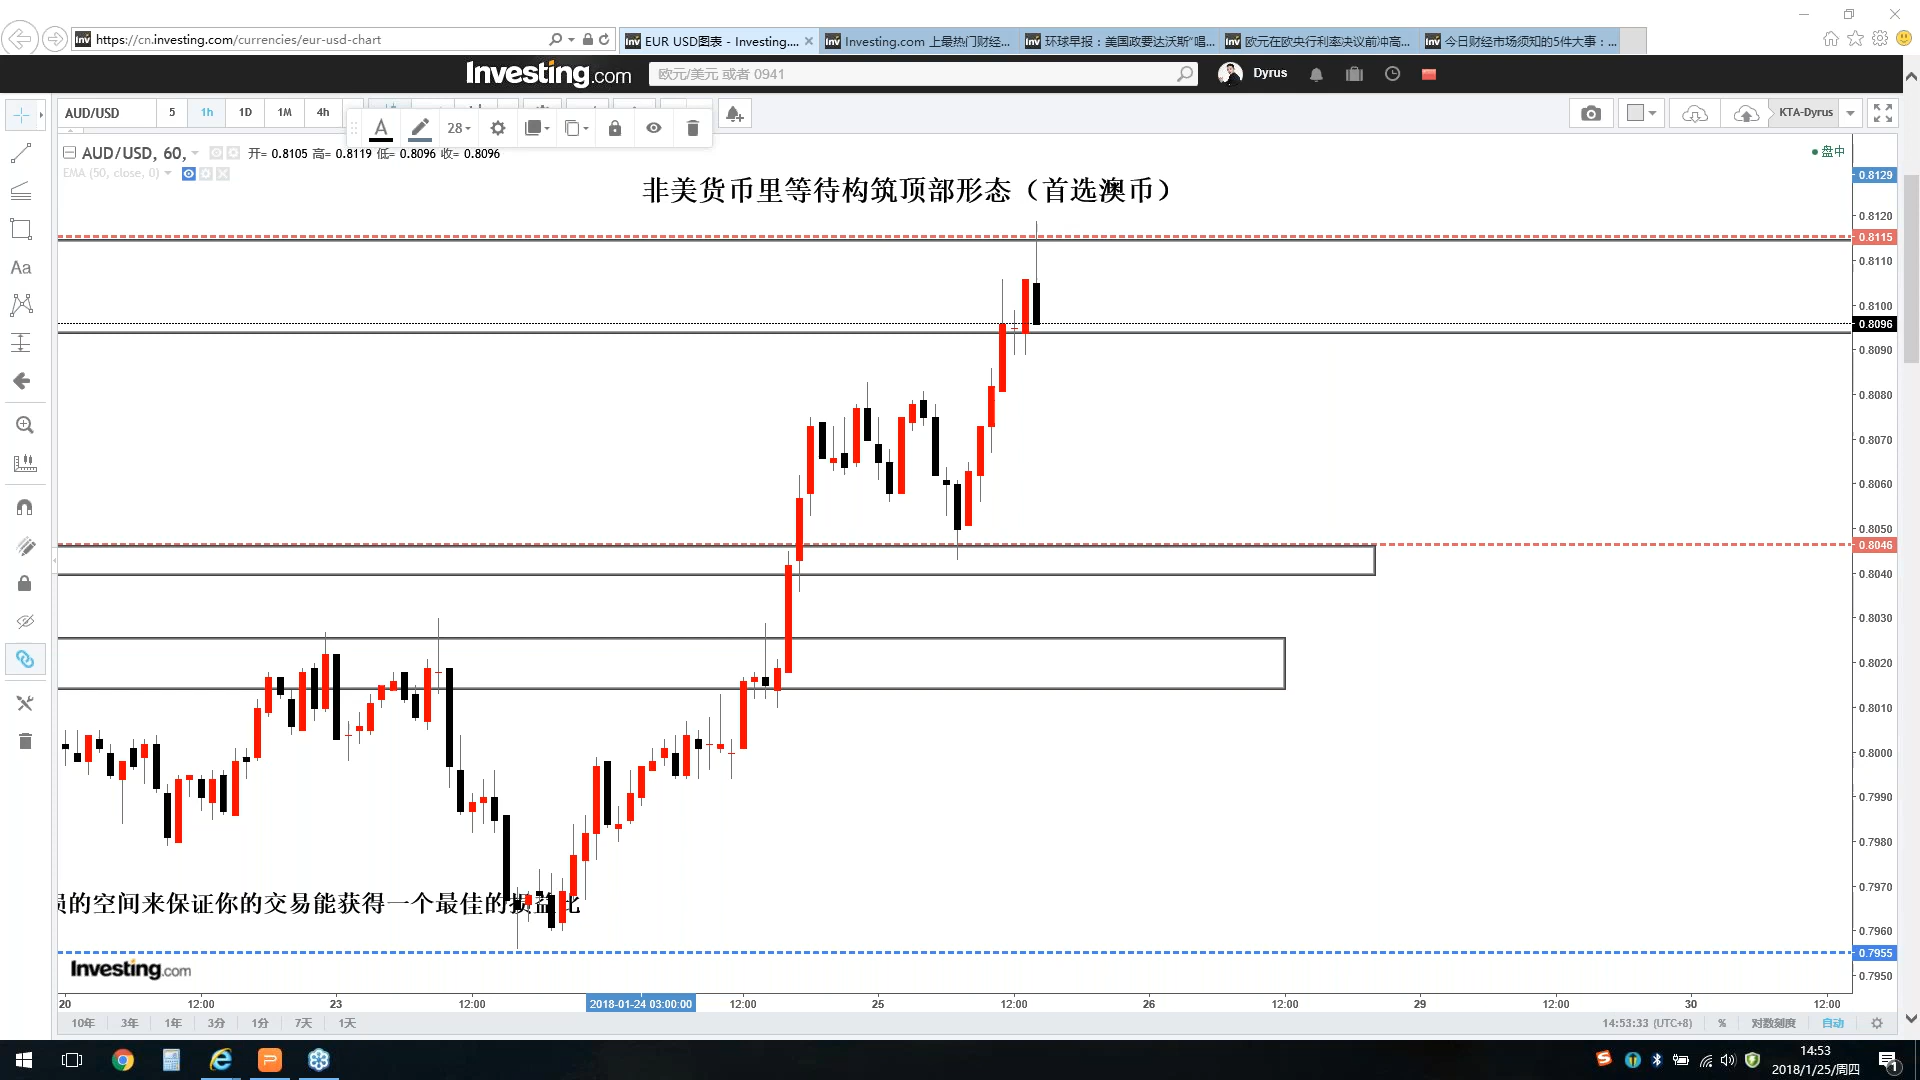 https://cn.investing.com/currencies/eur-usd-chart
EUR USD图表 - Investing....
Investing.com 上最热门财经...
环球早报：美国政要达沃斯“唱...
欧元在欧央行利率决议前冲高...
今日财经市场须知的5件大事：...
Investing.com
欧元/美元 或者 0941
Dyrus
AUD/USD
5
1h
1D
1M
4h
A
28
KTA-Dyrus
AUD/USD, 60,
开= 0.8105 高= 0.8119 低= 0.8096 收= 0.8096
盘中
EMA (50, close, 0)
非美货币里等待构筑顶部形态（首选澳币）
Aa
0.8129
0.8120
0.8115
0.8110
0.8100
0.8096
0.8090
0.8080
0.8070
0.8060
0.8050
0.8046
0.8040
0.8030
0.8020
0.8010
0.8000
0.7990
0.7980
0.7970
0.7960
0.7955
0.7950
的空间来保证你的交易能获得一个最佳的损益比
Investing.com
20
12:00
23
12:00
2018-01-24 03:00:00
12:00
25
12:00
26
12:00
29
12:00
30
12:00
10年
3年
1年
3分
1分
7天
1天
14:53:33 (UTC+8)
%
对数刻度
自动
14:53
2018/1/25/周四
1